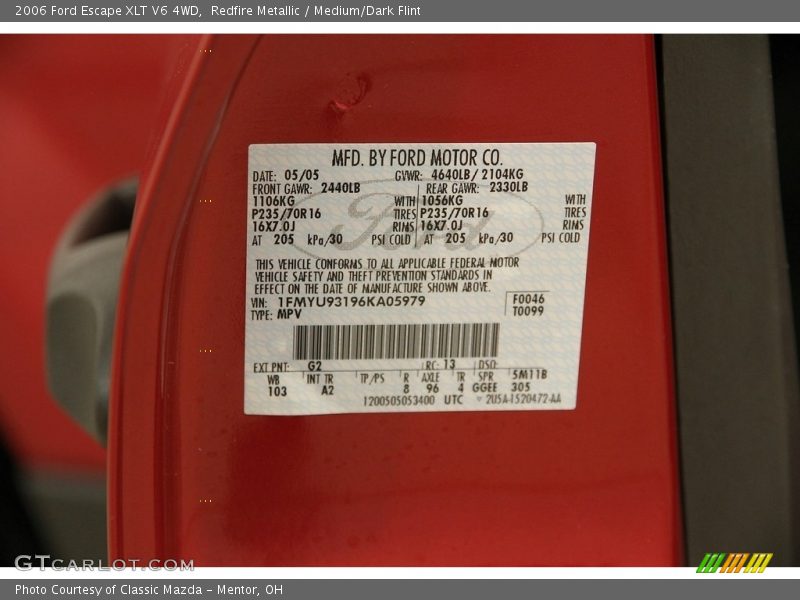 2006 Ford Escape XLT V6 4WD, Redfire Metallic / Medium/Dark Flint
MFD. BY FORD MOTOR CO.
DATE: 05/05 GVWR: 4640LB/ 2104KG
FRONT GAWR: 2440LB REAR GAWR: 2330LB
1106KG WITH 1056KG WITH
P235/70R16 TIRES P235/70R16 TIRES
16X7.0J RIMS 16X7.0J RIMS
AT 205 kPa/30 PSI COLD AT 205 kPa/30 PSI COLD
Ford
THIS VEHICLE CONFORMS TO ALL APPLICABLE FEDERAL MOTOR
VEHICLE SAFETY AND THEFT PREVENTION STANDARDS IN
EFFECT ON THE DATE OF MANUFACTURE SHOWN ABOVE.
VIN: 1FMYU93196KA05979 F0046
TYPE: MPV T0099
EXT PNT: G2 RC: 13 DSO:
WB INT TR TP/PS R AXLE TR SPR 5M11B
103 A2 8 96 4 GGEE 305
1200505053400 UTC 2U5A-1520472-AA
GTCARLOT.COM
Photo Courtesy of Classic Mazda - Mentor, OH